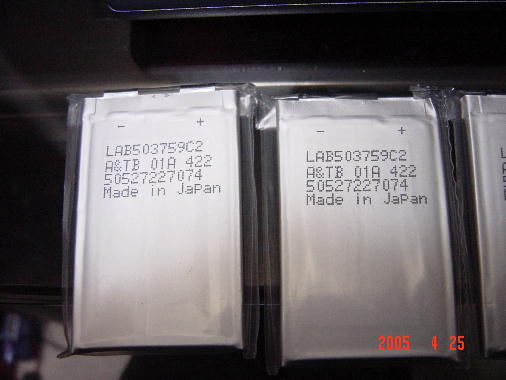 - +
LAB503759C2
A&TB 01A 422
50527227074
Made in Japan
- +
LAB503759C2
A&TB 01A 422
50527227074
Made in Japan
2005 4 25